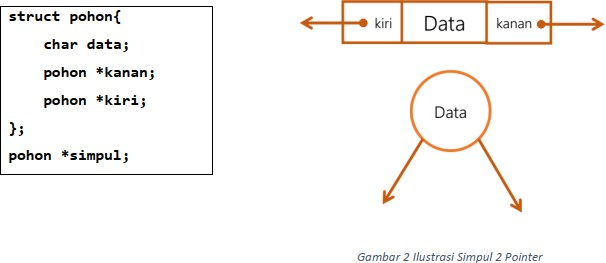 struct pohon{
char data;
pohon *kanan;
pohon *kiri;
};
pohon *simpul;
kiri Data kanan
Data
Gambar 2 Ilustrasi Simpul 2 Pointer